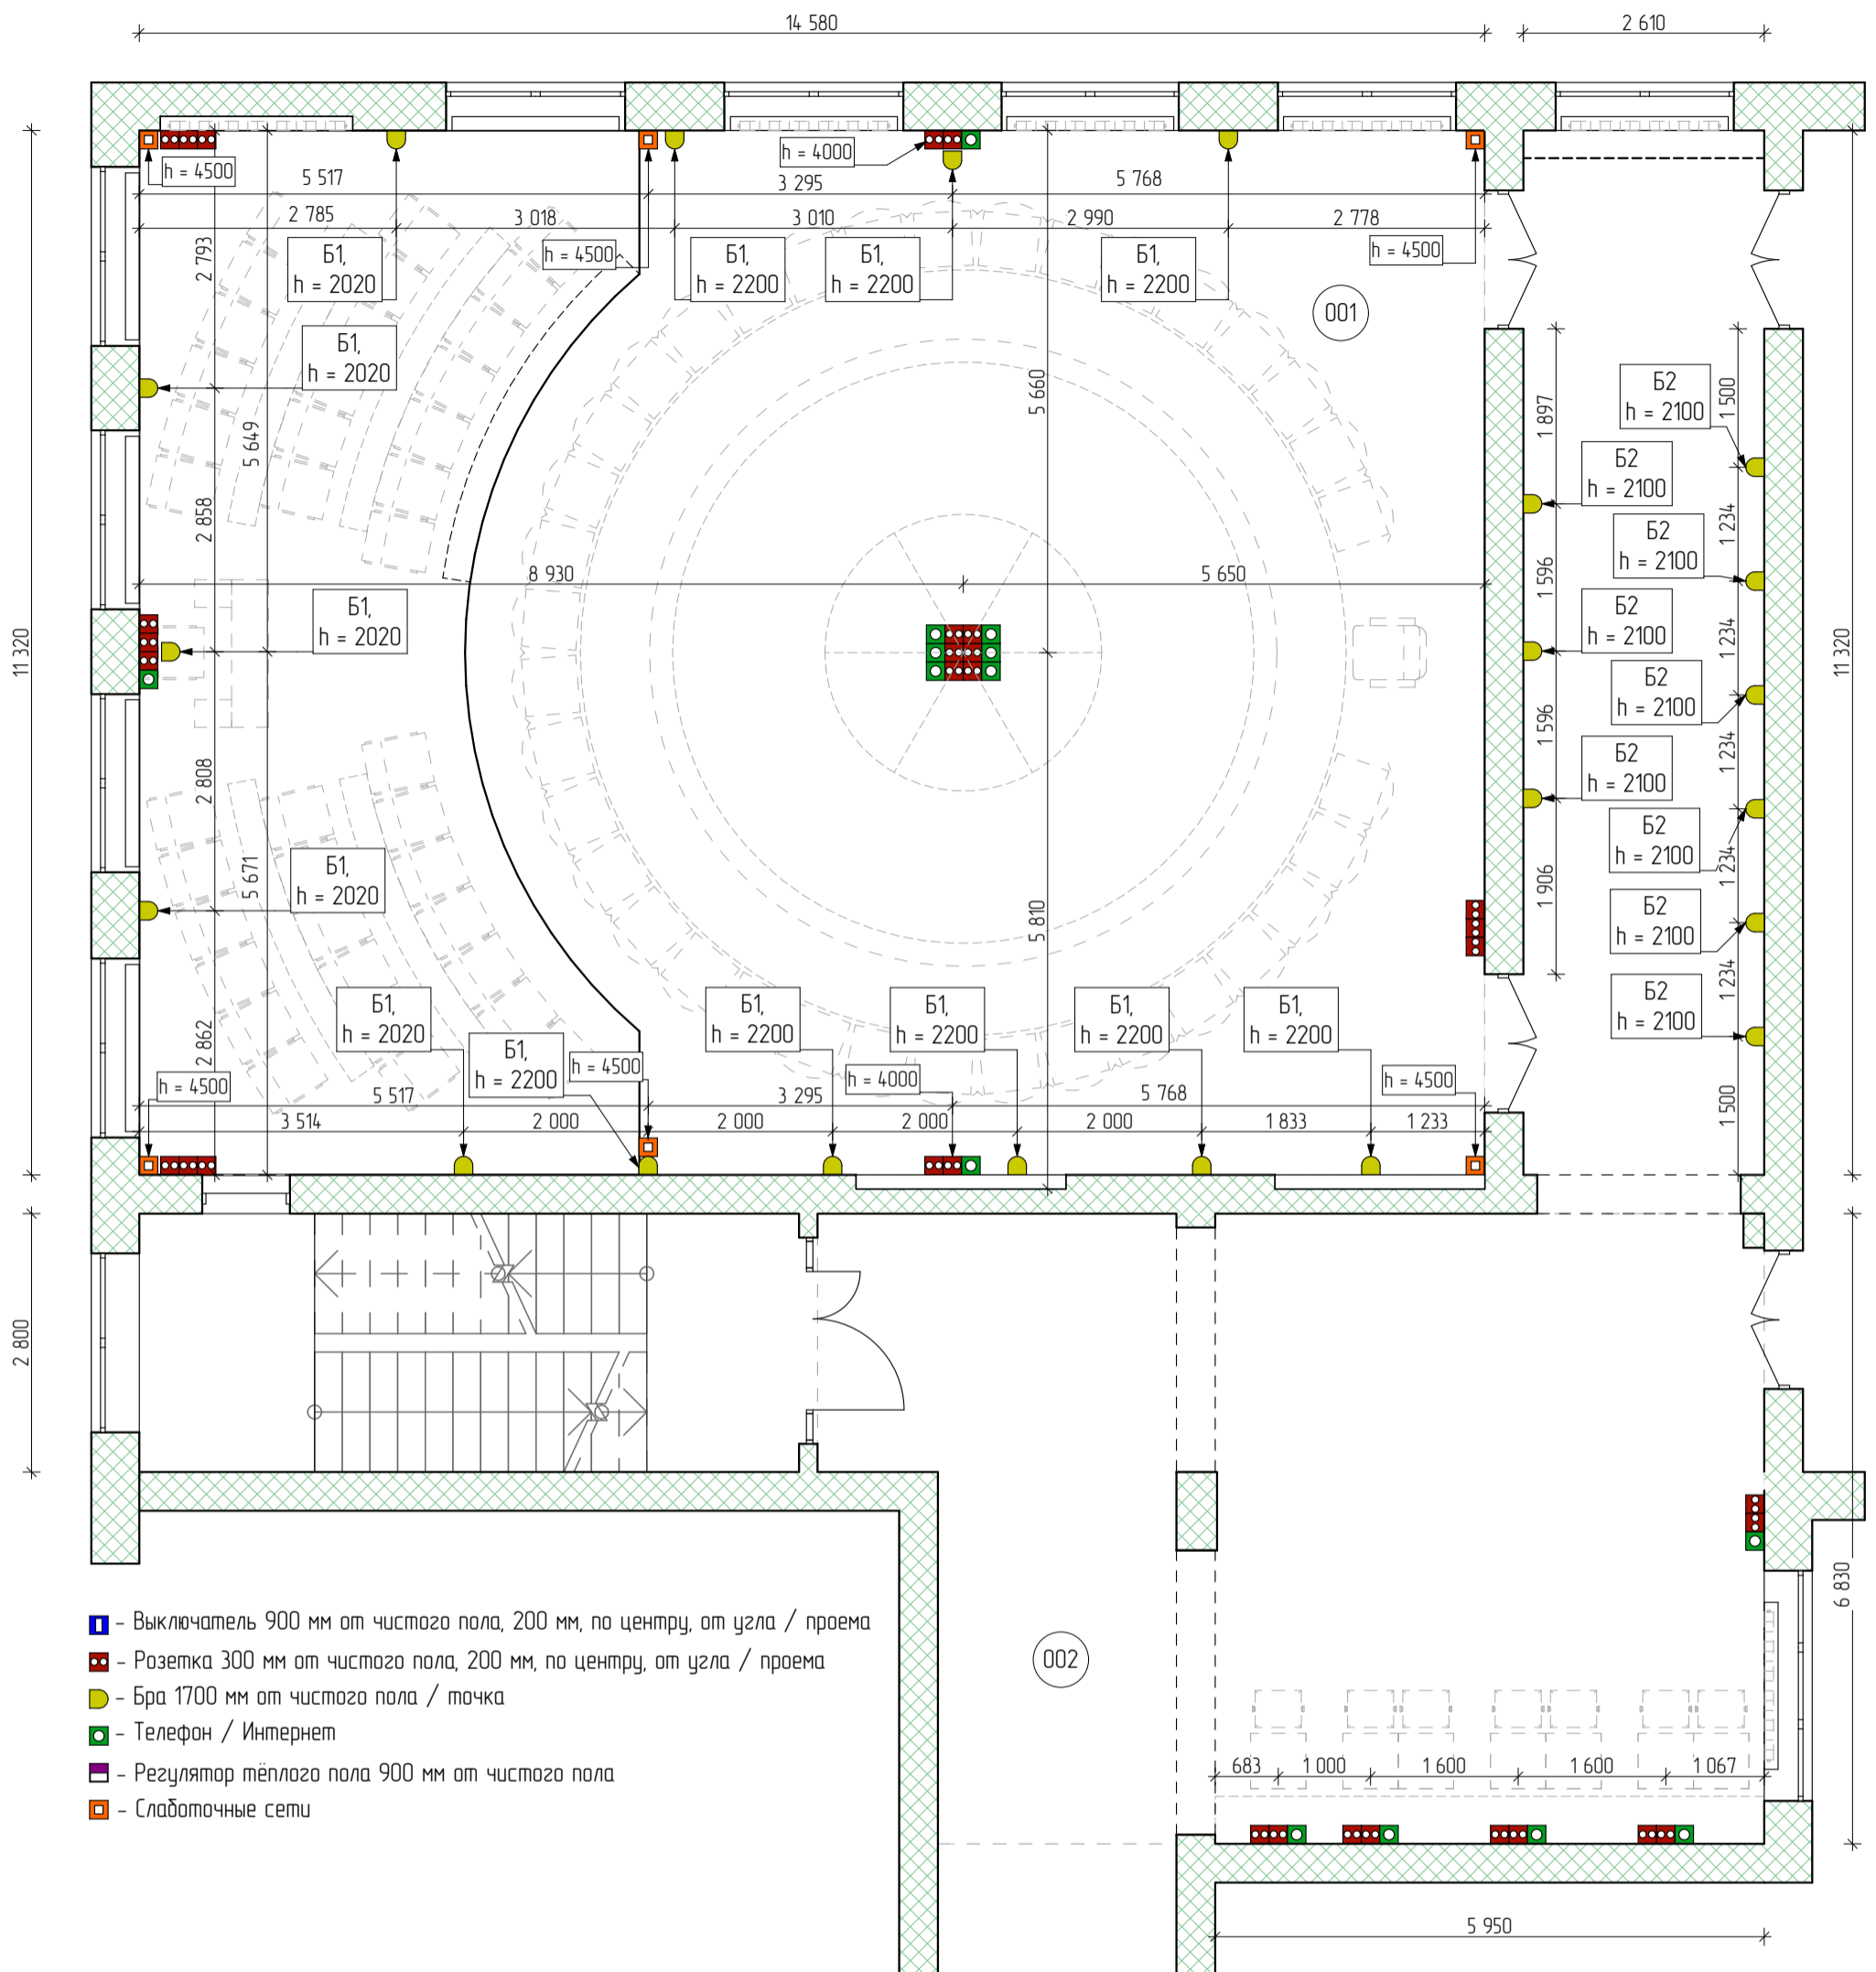 14 580
2 610
h = 4000
h = 4500
5 517
3 295
5 768
2 785
3 018
3 010
2 990
2 778
h = 4500
h = 4500
Б1,
h = 2020
Б1,
h = 2200
Б1,
h = 2200
Б1,
h = 2200
2 793
001
Б1,
h = 2020
5 649
5 660
1 897
Б2
h = 2100
1 500
Б2
h = 2100
2 858
1 234
Б2
h = 2100
8 930
5 650
1 596
Б1,
h = 2020
Б2
h = 2100
11 320
1 234
11 320
Б2
h = 2100
1 596
1 234
2 808
Б2
h = 2100
Б2
h = 2100
1 234
Б1,
h = 2020
5 671
5 810
1 906
Б2
h = 2100
1 234
Б2
h = 2100
Б1,
h = 2020
Б1,
h = 2200
Б1,
h = 2200
Б1,
h = 2200
Б1,
h = 2200
Б1,
h = 2200
2 862
h = 4500
h = 4500
h = 4000
h = 4500
5 517
3 295
5 768
3 514
2 000
2 000
2 000
2 000
1 833
1 233
1 500
2 800
6 830
002
– Выключатель 900 мм от чистого пола, 200 мм, по центру, от угла / проема
– Розетка 300 мм от чистого пола, 200 мм, по центру, от угла / проема
– Бра 1700 мм от чистого пола / точка
– Телефон / Интернет
– Регулятор тёплого пола 900 мм от чистого пола
– Слаботочные сети
683
1 000
1 600
1 600
1 067
5 950